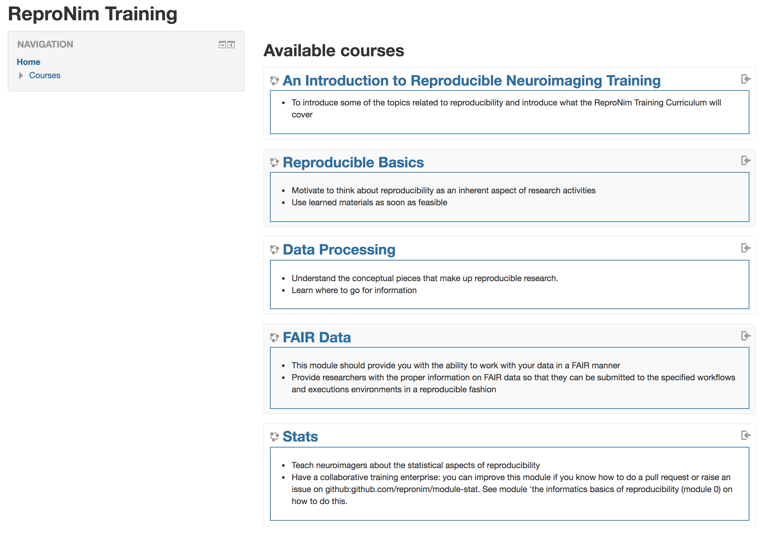 ReproNim Training
NAVIGATION
Home
Courses
Available courses
An Introduction to Reproducible Neuroimaging Training
To introduce some of the topics related to reproducibility and introduce what the ReproNim Training Curriculum will
cover
Reproducible Basics
Motivate to think about reproducibility as an inherent aspect of research activities
Use learned materials as soon as feasible
Data Processing
Understand the conceptual pieces that make up reproducible research.
Learn where to go for information
FAIR Data
This module should provide you with the ability to work with your data in a FAIR manner
Provide researchers with the proper information on FAIR data so that they can be submitted to the specified workflows
and executions environments in a reproducible fashion
Stats
Teach neuroimagers about the statistical aspects of reproducibility
Have a collaborative training enterprise: you can improve this module if you know how to do a pull request or raise an
issue on github:github.com/repronim/module-stat. See module 'the informatics basics of reproducibility (module 0) on
how to do this.